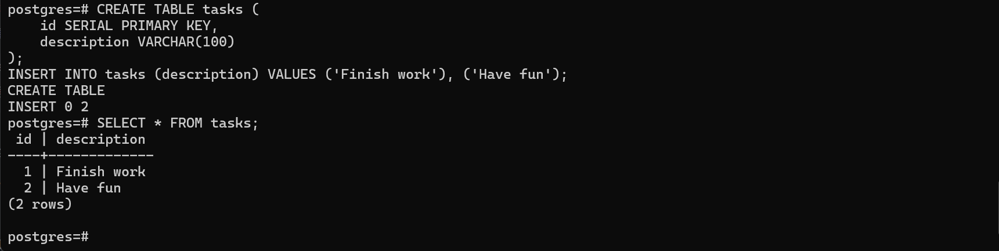 postgres=# CREATE TABLE tasks (
    id SERIAL PRIMARY KEY,
    description VARCHAR(100)
);
INSERT INTO tasks (description) VALUES ('Finish work'), ('Have fun');
CREATE TABLE
INSERT 0 2
postgres=# SELECT * FROM tasks;
 id | description
----+-------------
  1 | Finish work
  2 | Have fun
(2 rows)

postgres=#